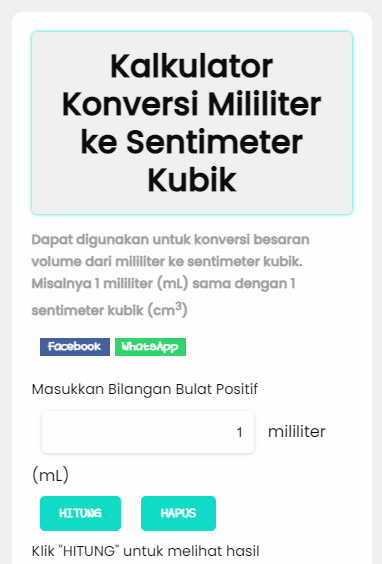 Kalkulator
Konversi Mililiter
ke Sentimeter
Kubik
Dapat digunakan untuk konversi besaran
volume dari mililiter ke sentimeter kubik.
Misalnya 1 mililiter (mL) sama dengan 1
sentimeter kubik (cm³)
Facebook WhatsApp
Masukkan Bilangan Bulat Positif
1 mililiter
(mL)
HITUNG HAPUS
Klik "HITUNG" untuk melihat hasil